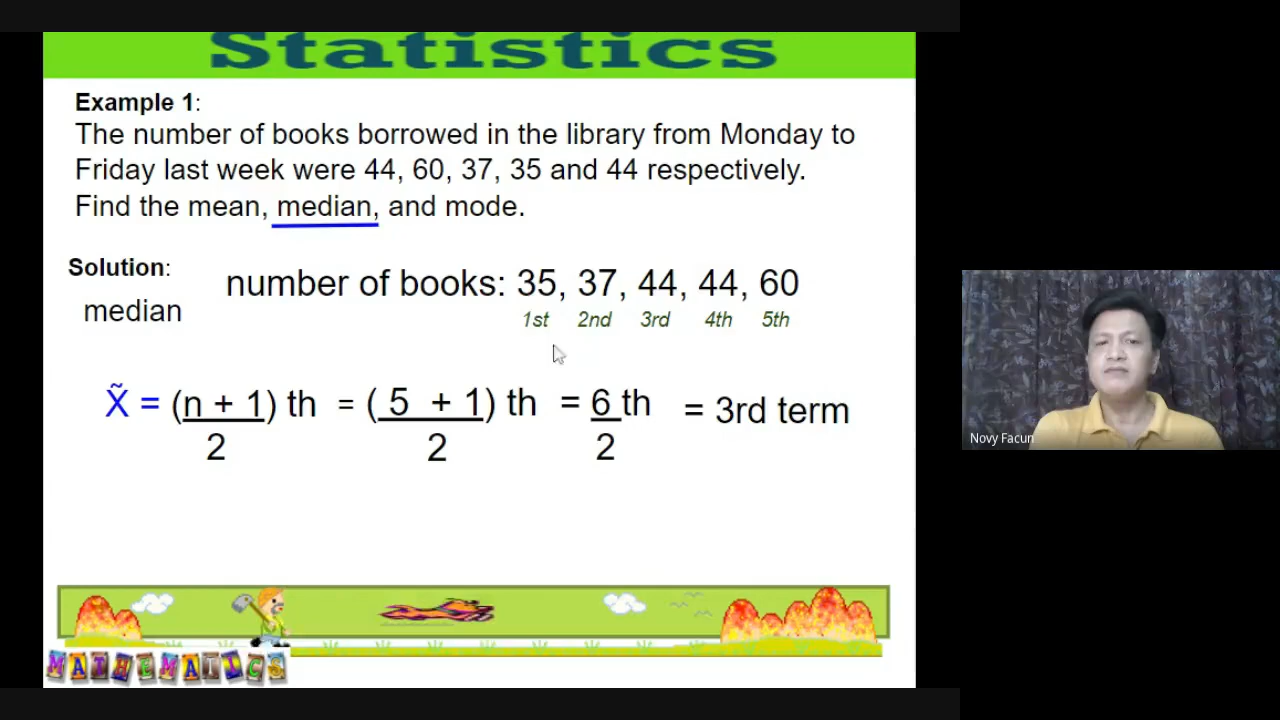 Statistics
Example 1:
The number of books borrowed in the library from Monday to
Friday last week were 44, 60, 37, 35 and 44 respectively.
Find the mean, median, and mode.
Solution:
number of books: 35, 37, 44, 44, 60
median
1st 2nd 3rd 4th 5th
X̃ = (n + 1) th = ( 5 + 1) th = 6 th = 3rd term
2 2 2
Novy Facun
MATHEMATICS